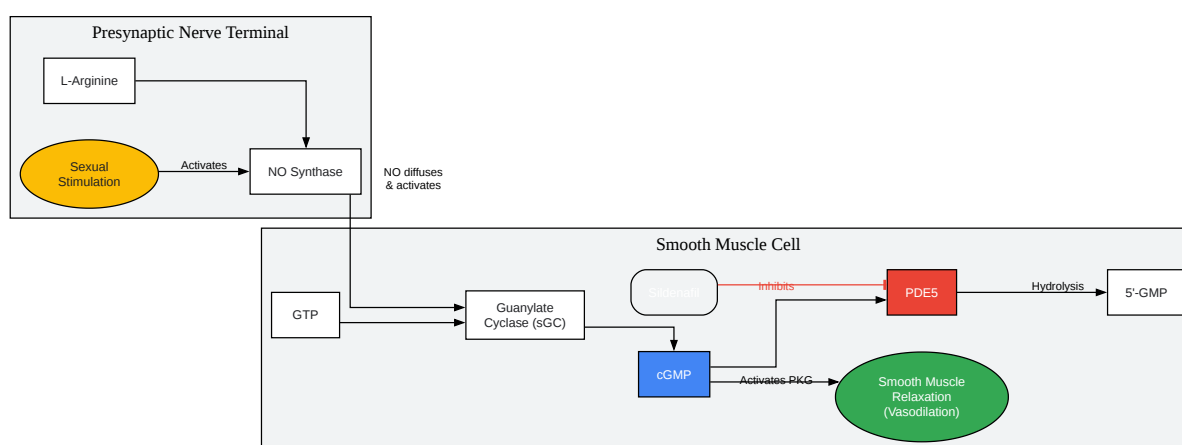 Presynaptic Nerve Terminal
L-Arginine
Sexual
Stimulation
Activates
NO Synthase
NO diffuses
& activates
Smooth Muscle Cell
GTP
Guanylate
Cyclase (sGC)
Sildenafil
Inhibits
PDE5
Hydrolysis
5'-GMP
cGMP
Activates PKG
Smooth Muscle
Relaxation
(Vasodilation)